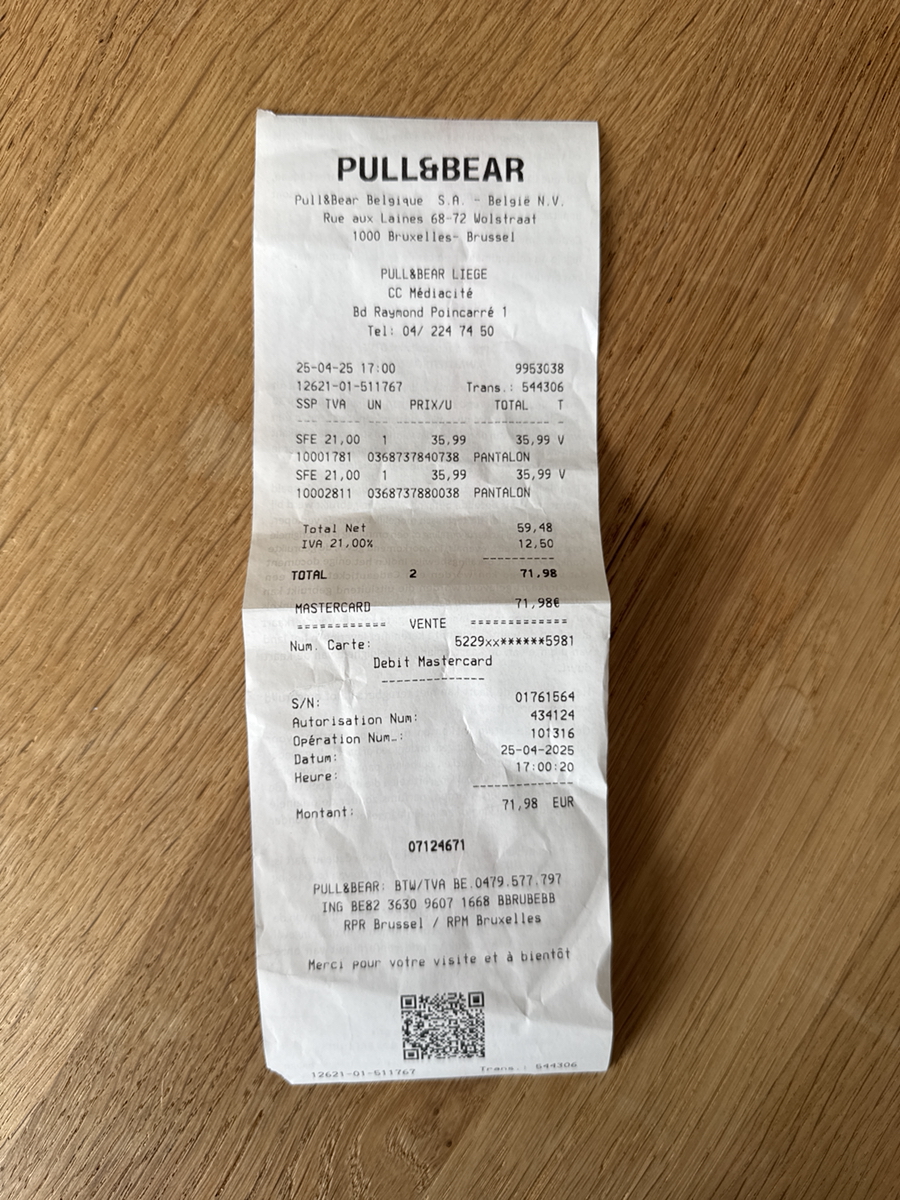 PULL&BEAR
Pull&Bear Belgique S.A. - België N.V.
Rue aux Laines 68-72 Wolstraat
1000 Bruxelles- Brussel
PULL&BEAR LIEGE
CC Médiacité
Bd Raymond Poincarré 1
Tel: 04/ 224 74 50
25-04-25 17:00 9953038
12621-01-511767 Trans.: 544306
SSP TVA UN PRIX/U TOTAL T
--- --- --- --- --- -
SFE 21,00 1 35,99 35,99 V
10001781 0368737840738 PANTALON
SFE 21,00 1 35,99 35,99 V
10002811 0368737880038 PANTALON
Total Net 59,48
IVA 21,00% 12,50
----------
TOTAL 2 71,98
MASTERCARD 71,98€
============ VENTE =============
Num. Carte: 5229xx******5981
Debit Mastercard
--------------
S/N: 01761564
Autorisation Num: 434124
Opération Num.: 101316
Datum: 25-04-2025
Heure: 17:00:20
--------------
Montant: 71,98 EUR
07124671
PULL&BEAR: BTW/TVA BE.0479.577.797
ING BE82 3630 9607 1668 BBRUBEBB
RPR Brussel / RPM Bruxelles
Merci pour votre visite et à bientôt
12621-01-511767 Trans.: 544306